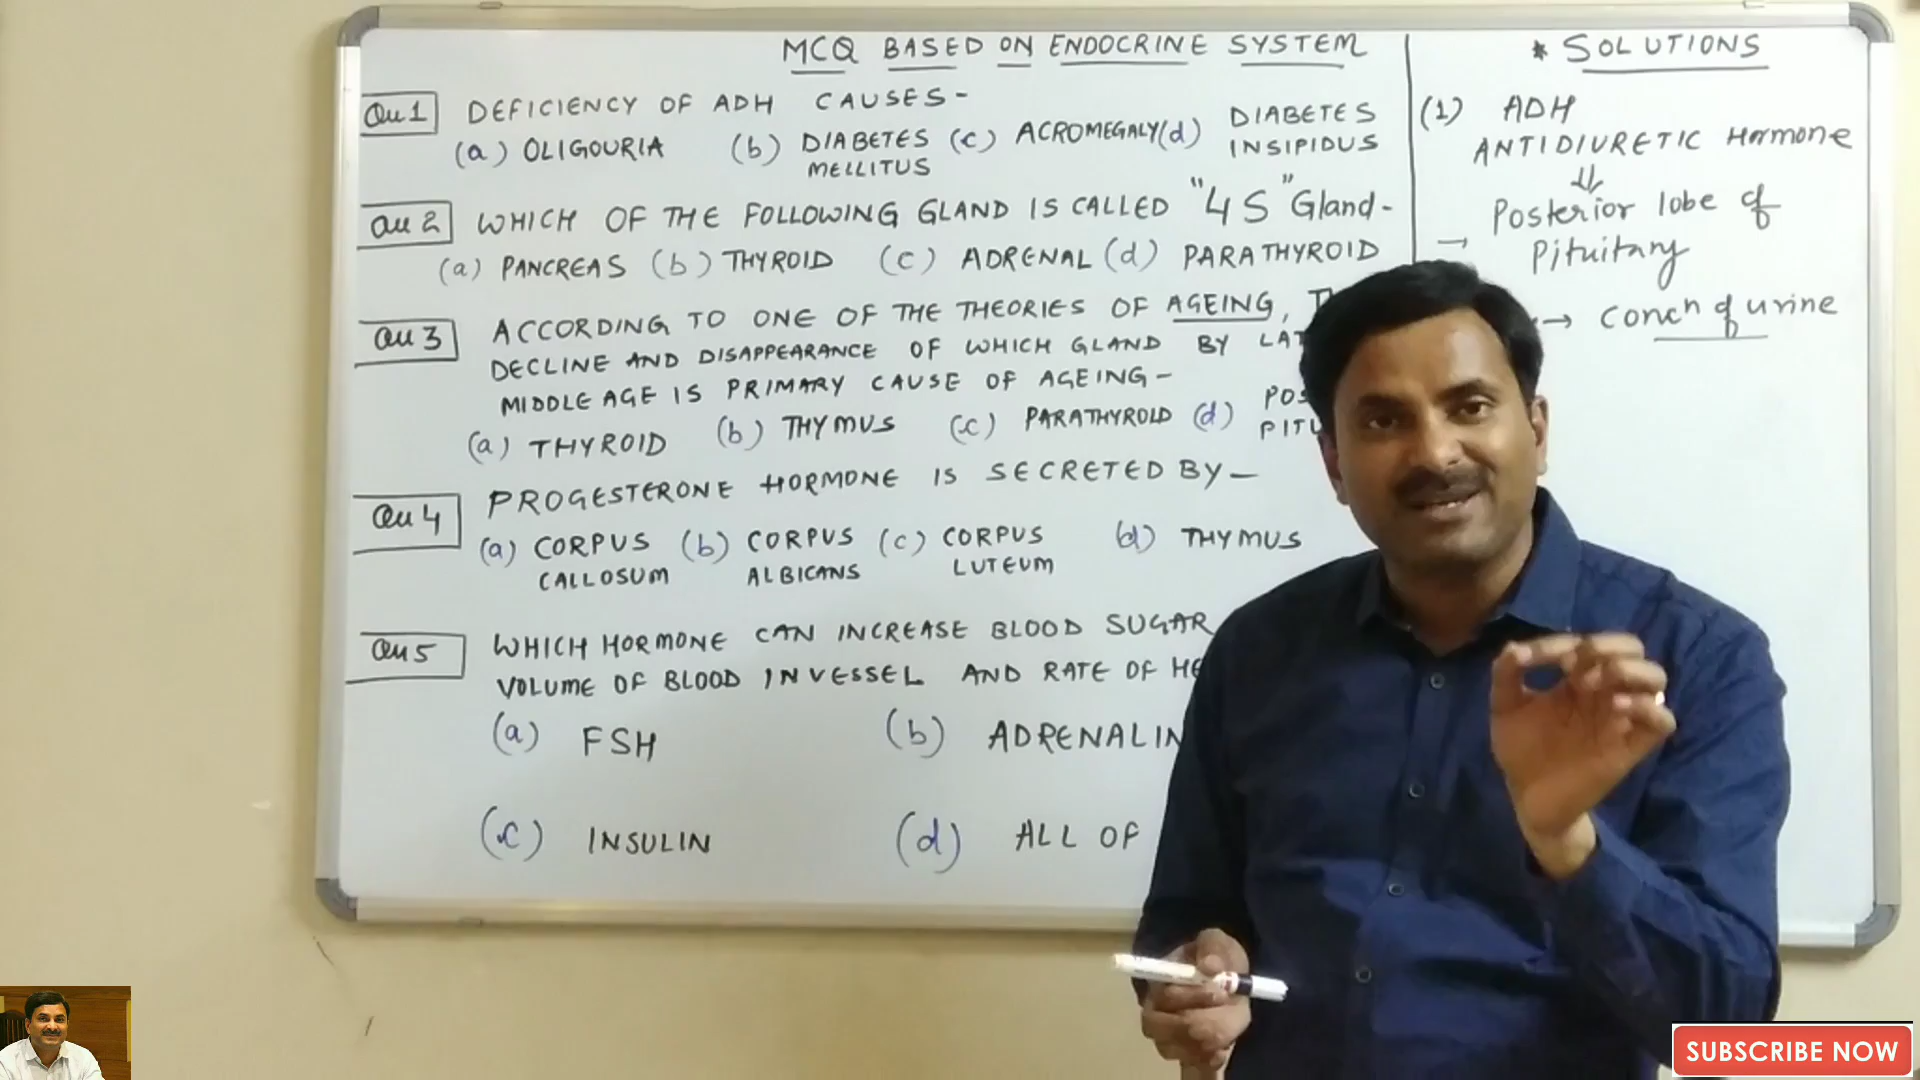 MCQ BASED ON ENDOCRINE SYSTEM
Qu 1 DEFICIENCY OF ADH CAUSES-
(a) OLIGOURIA (b) DIABETES MELLITUS (c) ACROMEGALY (d) DIABETES INSIPIDUS
Qu 2 WHICH OF THE FOLLOWING GLAND IS CALLED "4S" Gland-
(a) PANCREAS (b) THYROID (c) ADRENAL (d) PARATHYROID
Qu 3 ACCORDING TO ONE OF THE THEORIES OF AGEING,
DECLINE AND DISAPPEARANCE OF WHICH GLAND BY
MIDDLE AGE IS PRIMARY CAUSE OF AGEING-
(a) THYROID (b) THYMUS (c) PARATHYROID (d)
Qu 4 PROGESTERONE HORMONE IS SECRETED BY-
(a) CORPUS CALLOSUM (b) CORPUS ALBICANS (c) CORPUS LUTEUM (d) THYMUS
Qu 5 WHICH HORMONE CAN INCREASE BLOOD SUGAR
VOLUME OF BLOOD IN VESSEL AND RATE OF
(a) FSH (b) ADRENALIN
(c) INSULIN (d) ALL OF
* SOLUTIONS
(1) ADH
ANTIDIURETIC Hormone
⇓
Posterior lobe of
→ Pituitary
→ Concn of urine
SUBSCRIBE NOW